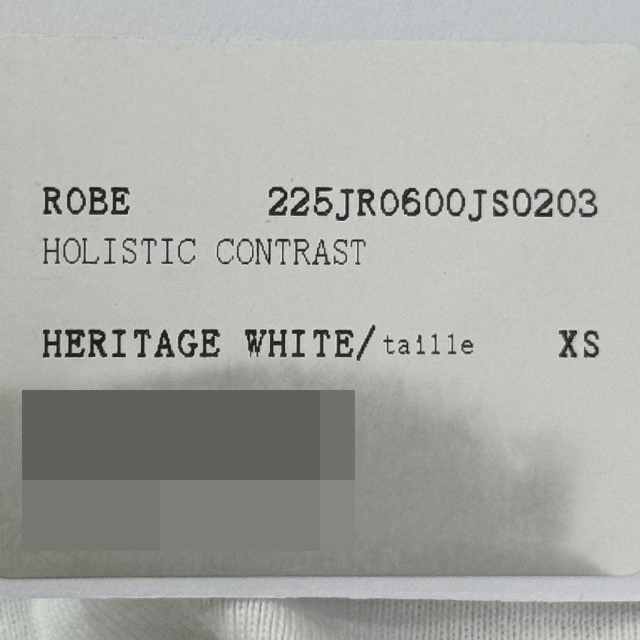 ROBE 225JR0600JS0203
HOLISTIC CONTRAST
HERITAGE WHITE/taille XS